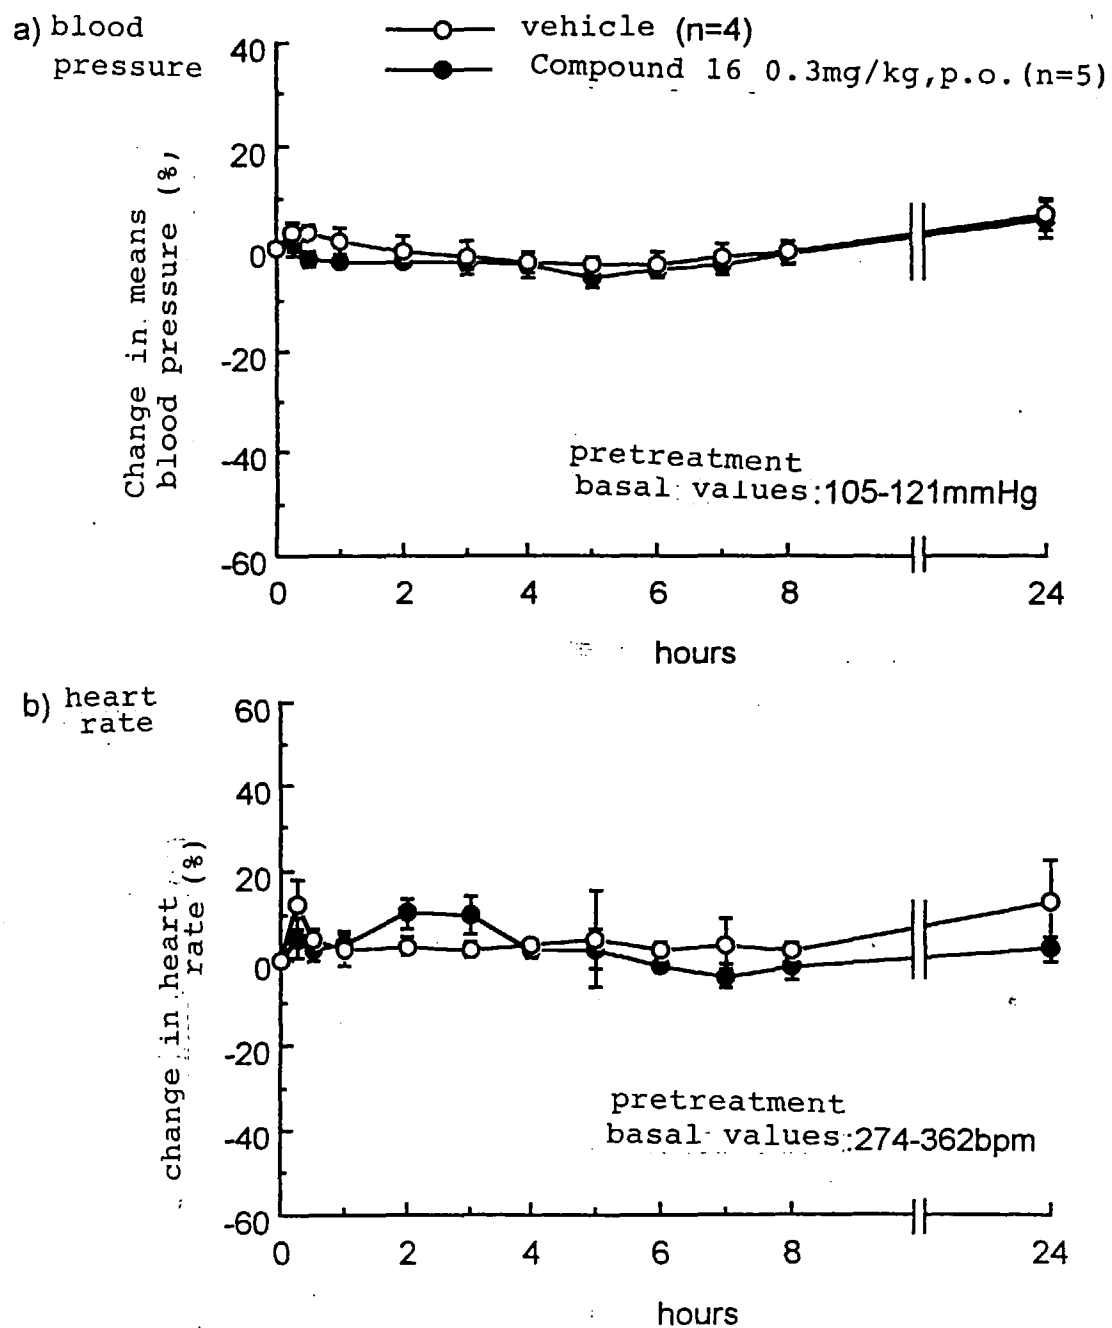 a) blood
pressure
vehicle (n=4)
Compound 16 0.3mg/kg,p.o.(n=5)
40
20
0
-20
-40
-60
Change in means
blood pressure (%)
pretreatment
basal values:105-121mmHg
0 2 4 6 8 24
hours
b) heart
rate
60
40
20
0
-20
-40
-60
change in heart
rate (%)
pretreatment
basal values:274-362bpm
0 2 4 6 8 24
hours